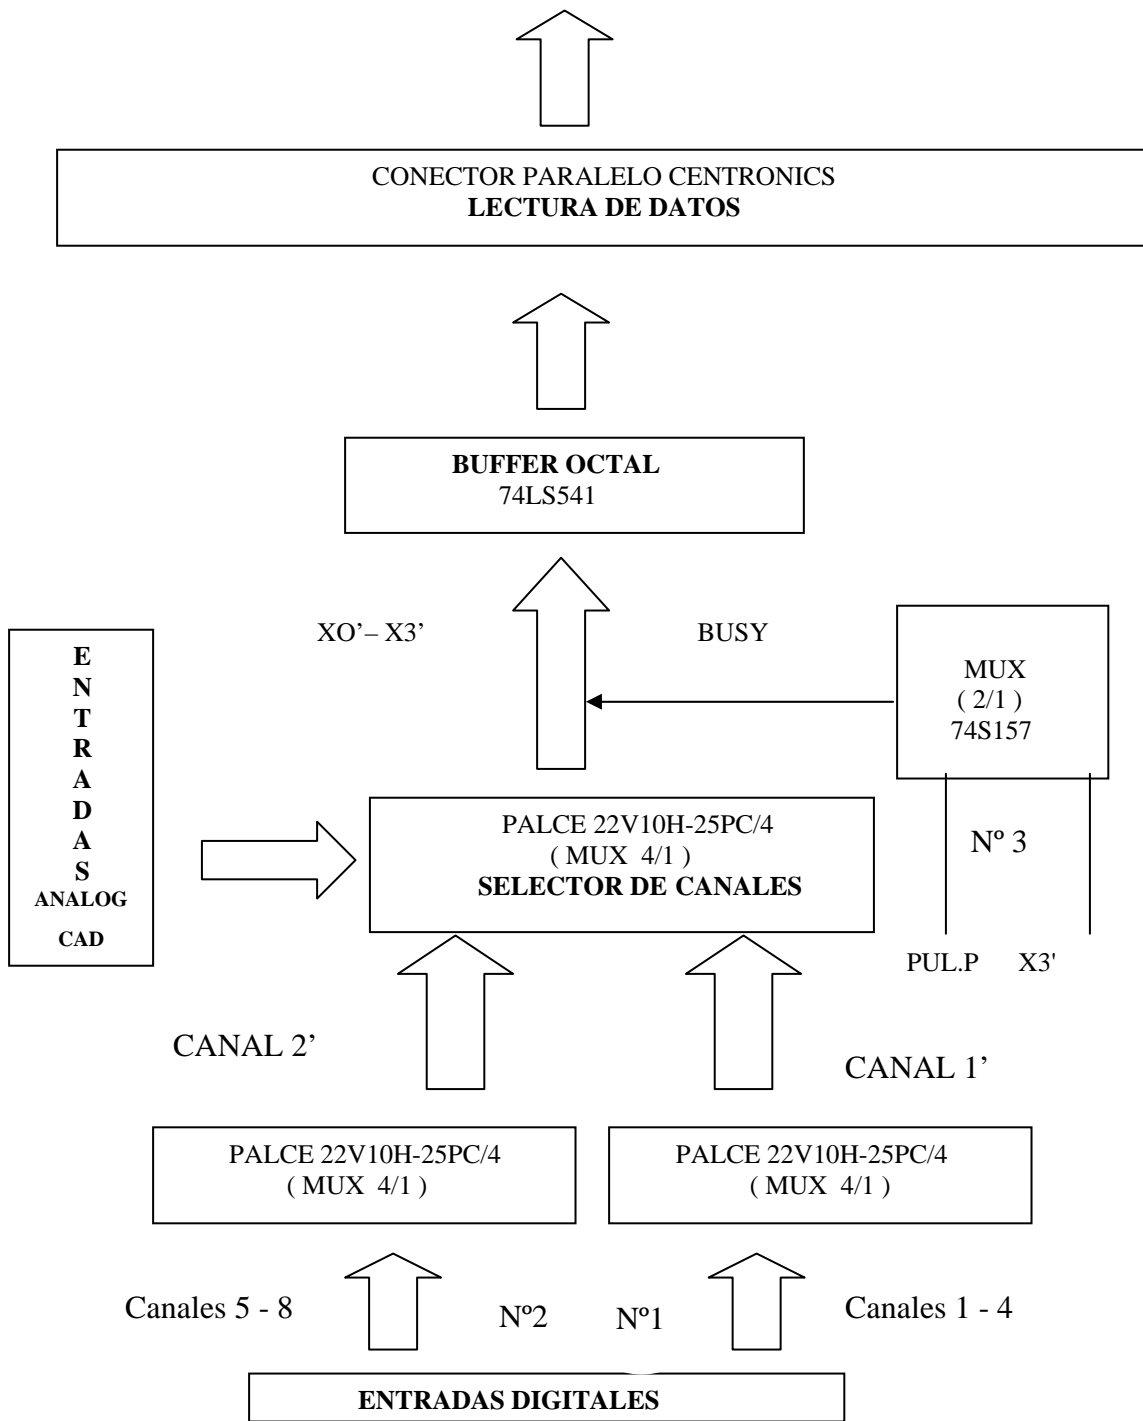 CONECTOR PARALELO CENTRONICS
LECTURA DE DATOS
BUFFER OCTAL
74LS541
XO’– X3’
BUSY
E
N
T
R
A
D
A
S
ANALOG
CAD
MUX
( 2/1 )
74S157
PALCE 22V10H-25PC/4
( MUX 4/1 )
SELECTOR DE CANALES
Nº 3
PUL.P X3'
CANAL 2’
CANAL 1’
PALCE 22V10H-25PC/4
( MUX 4/1 )
PALCE 22V10H-25PC/4
( MUX 4/1 )
Canales 5 - 8
Nº2
Nº1
Canales 1 - 4
ENTRADAS DIGITALES